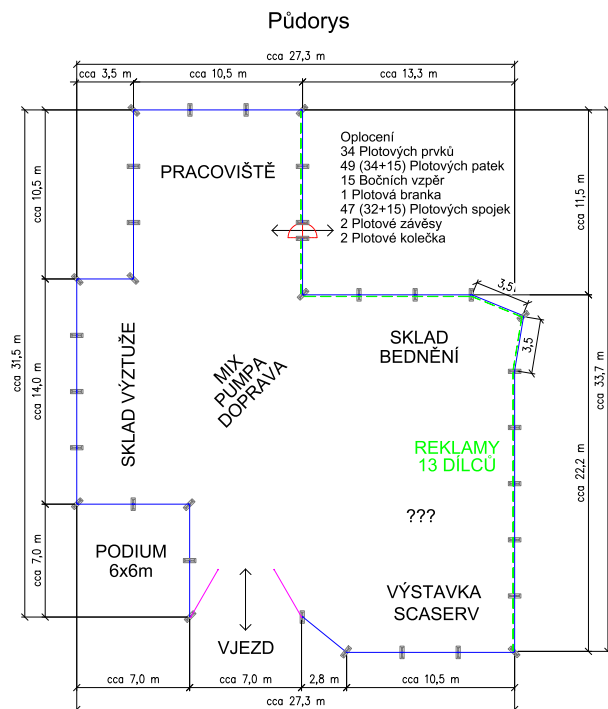 Půdorys
cca 27,3 m
cca 3,5 m
cca 10,5 m
cca 13,3 m
Oplocení
34 Plotových prvků
49 (34+15) Plotových patek
15 Bočních vzpěr
1 Plotová branka
47 (32+15) Plotových spojek
2 Plotové závěsy
2 Plotové kolečka
PRACOVIŠTĚ
cca 10,5 m
cca 11,5 m
3,5
3,5
SKLAD
BEDNĚNÍ
SKLAD VÝZTUŽE
MIX
PUMPA
DOPRAVA
cca 31,5 m
cca 14,0 m
cca 33,7 m
cca 22,2 m
REKLAMY
13 DÍLCŮ
???
PODIUM
6x6m
cca 7,0 m
VÝSTAVKA
SCASERV
VJEZD
cca 7,0 m
cca 7,0 m
2,8 m
cca 10,5 m
cca 27,3 m